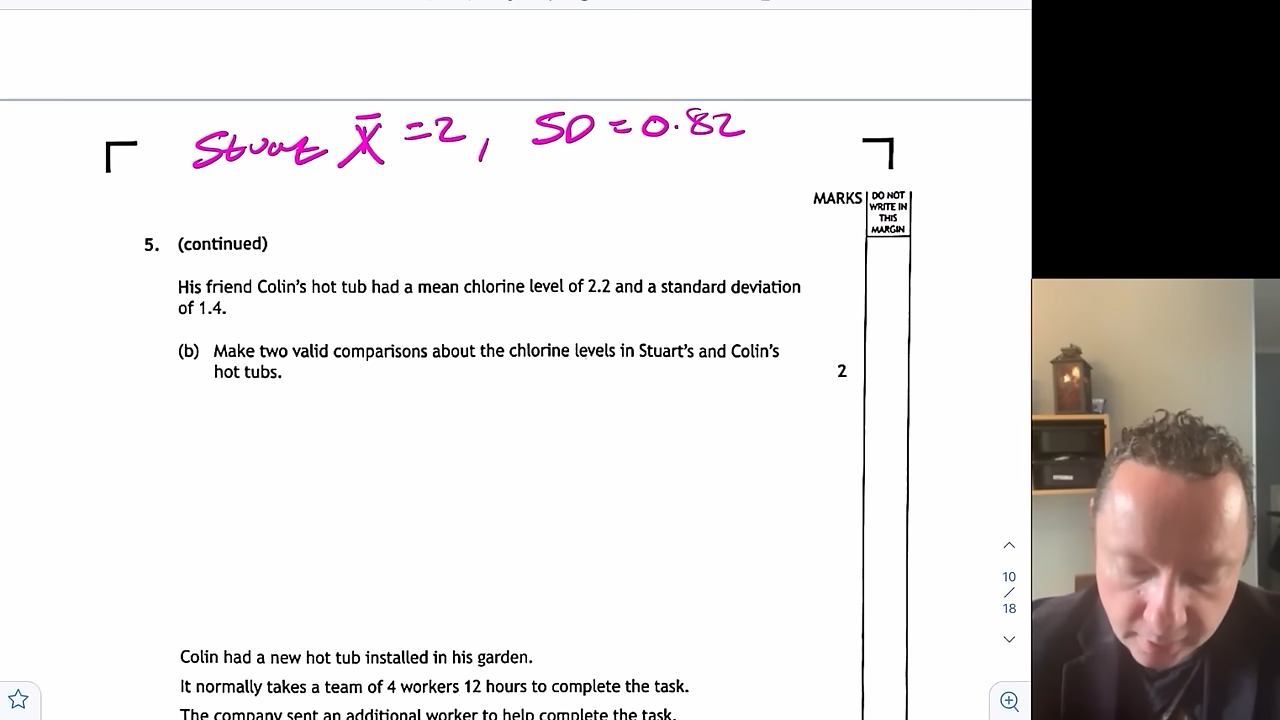 Stuart x̄ = 2, SD = 0.82
MARKS
DO NOT
WRITE IN
THIS
MARGIN
5. (continued)
His friend Colin's hot tub had a mean chlorine level of 2.2 and a standard deviation
of 1.4.
(b) Make two valid comparisons about the chlorine levels in Stuart's and Colin's
hot tubs.
2
10
/
18
Colin had a new hot tub installed in his garden.
It normally takes a team of 4 workers 12 hours to complete the task.
The company sent an additional worker to help complete the task.